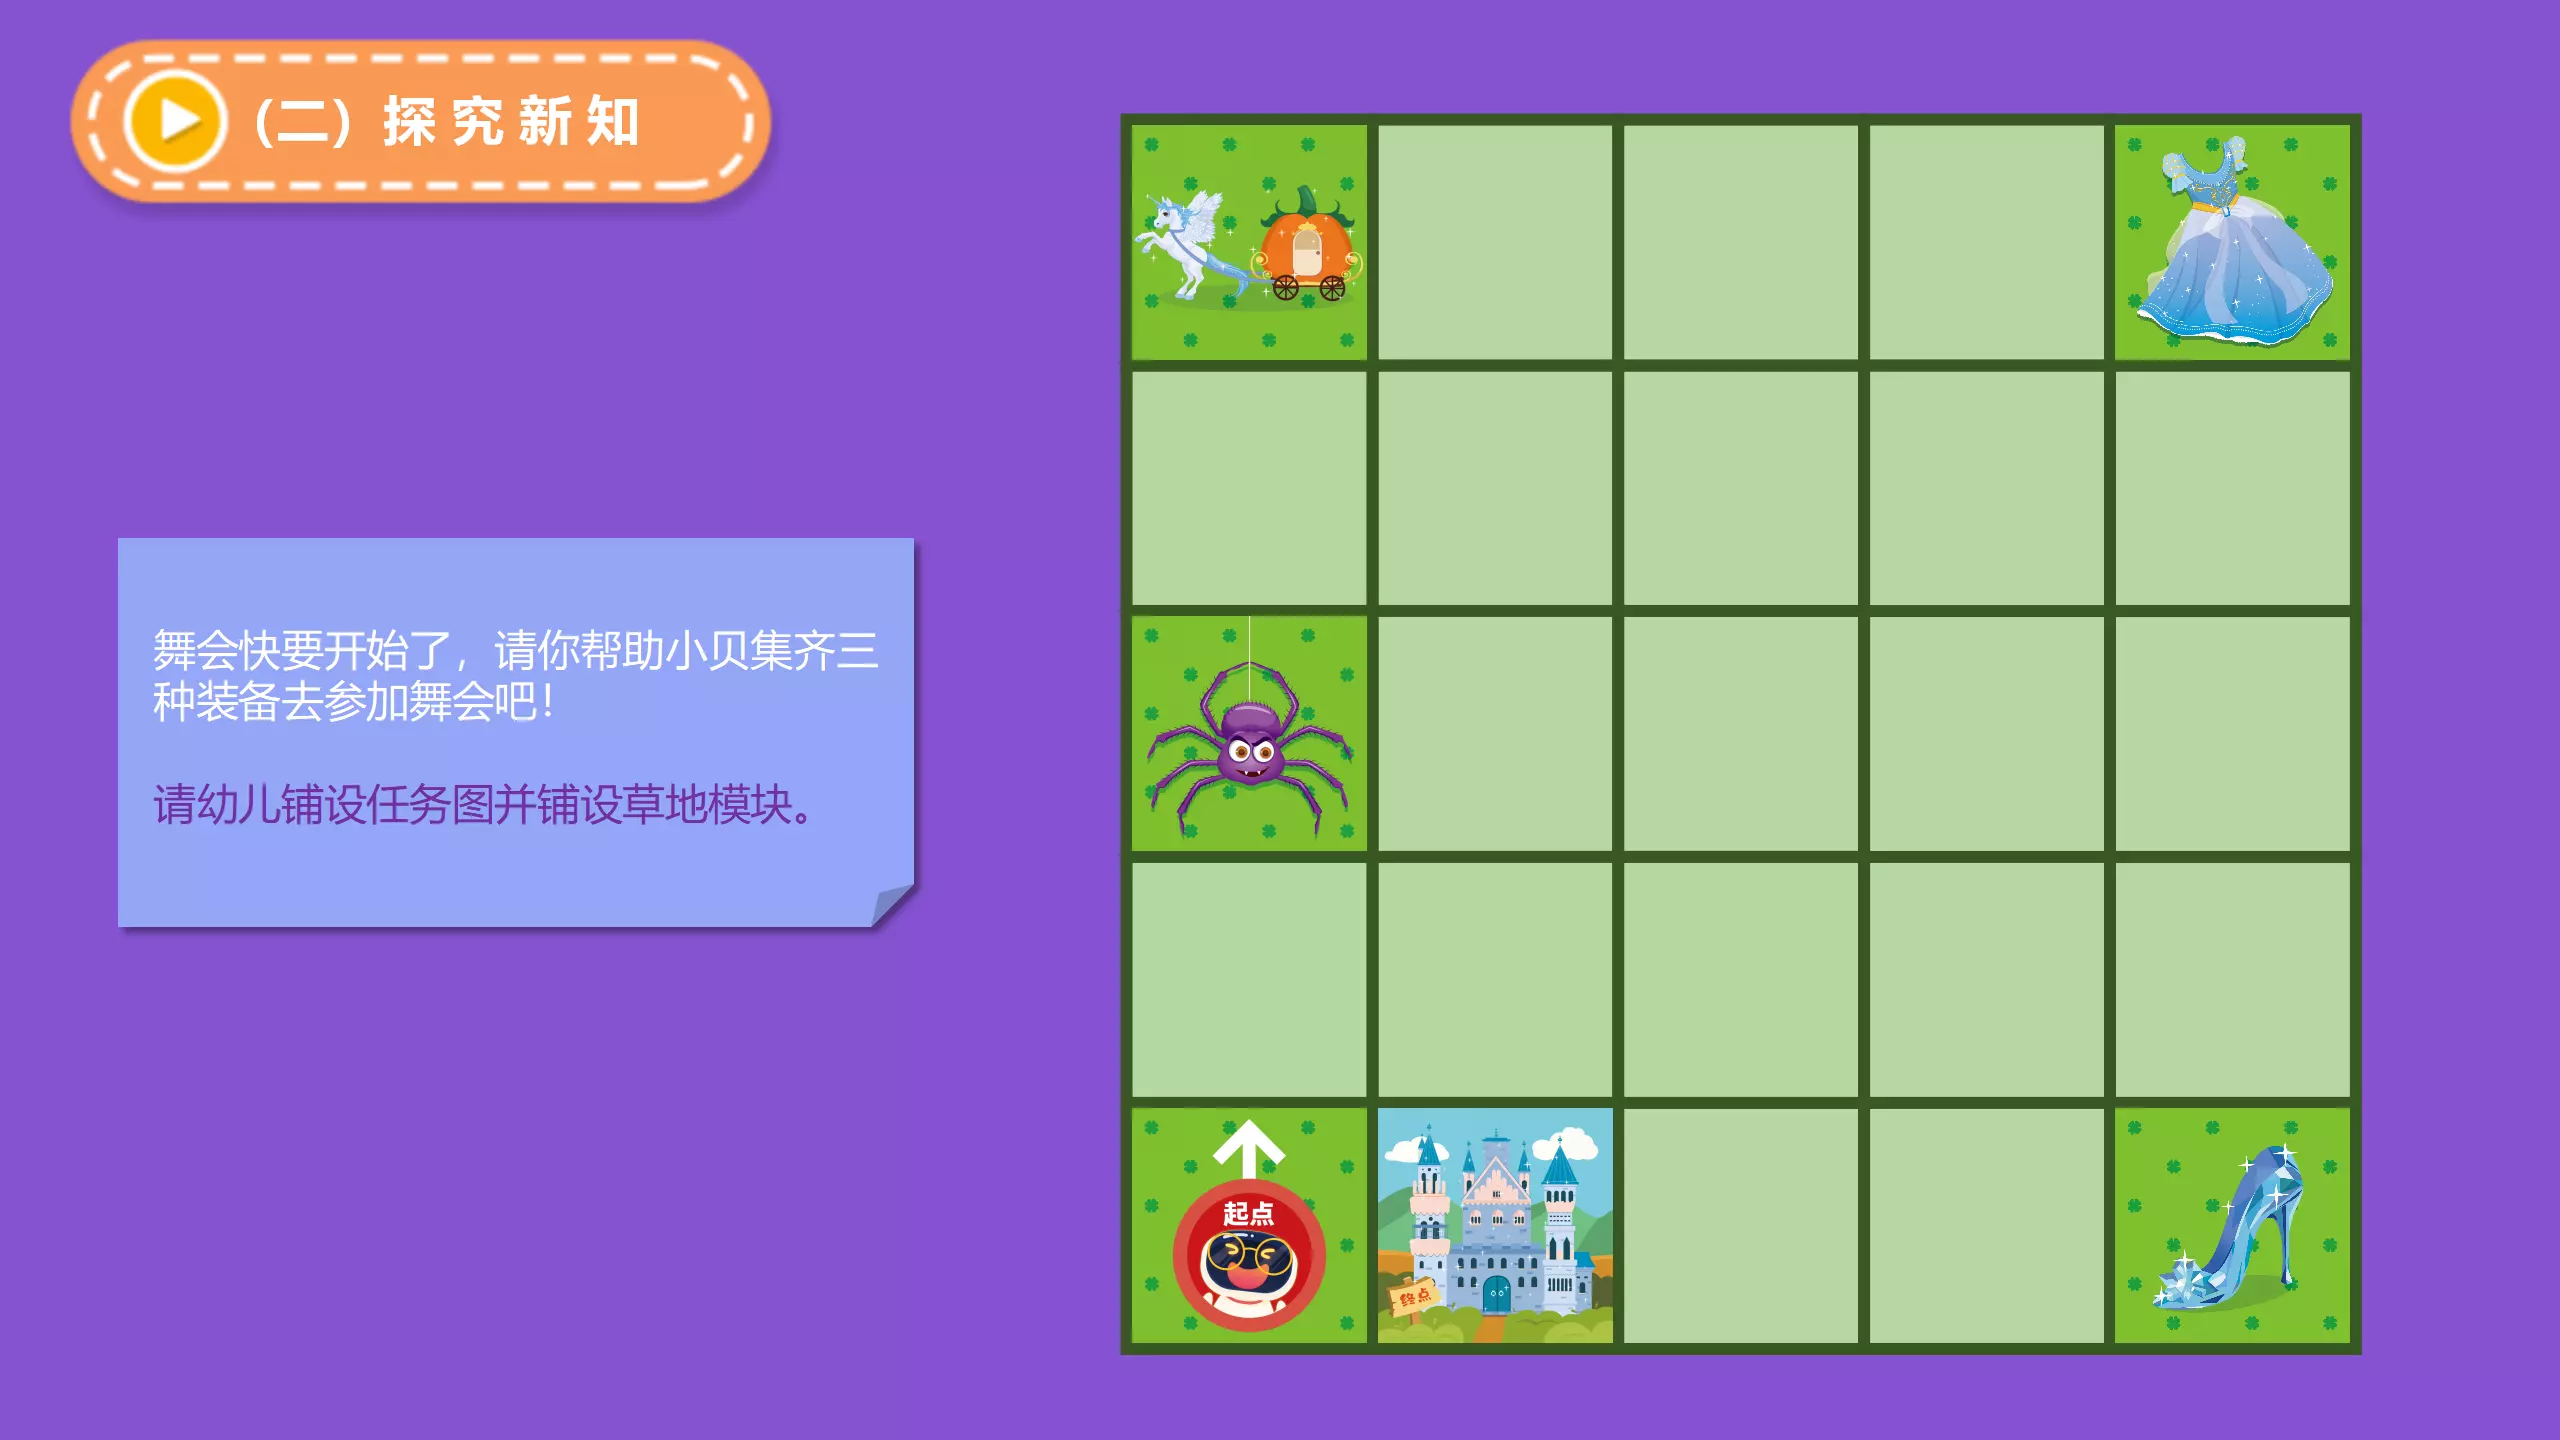 (二) 探究新知
舞会快要开始了，请你帮助小贝集齐三
种装备去参加舞会吧！
请幼儿铺设任务图并铺设草地模块。
起点
终点